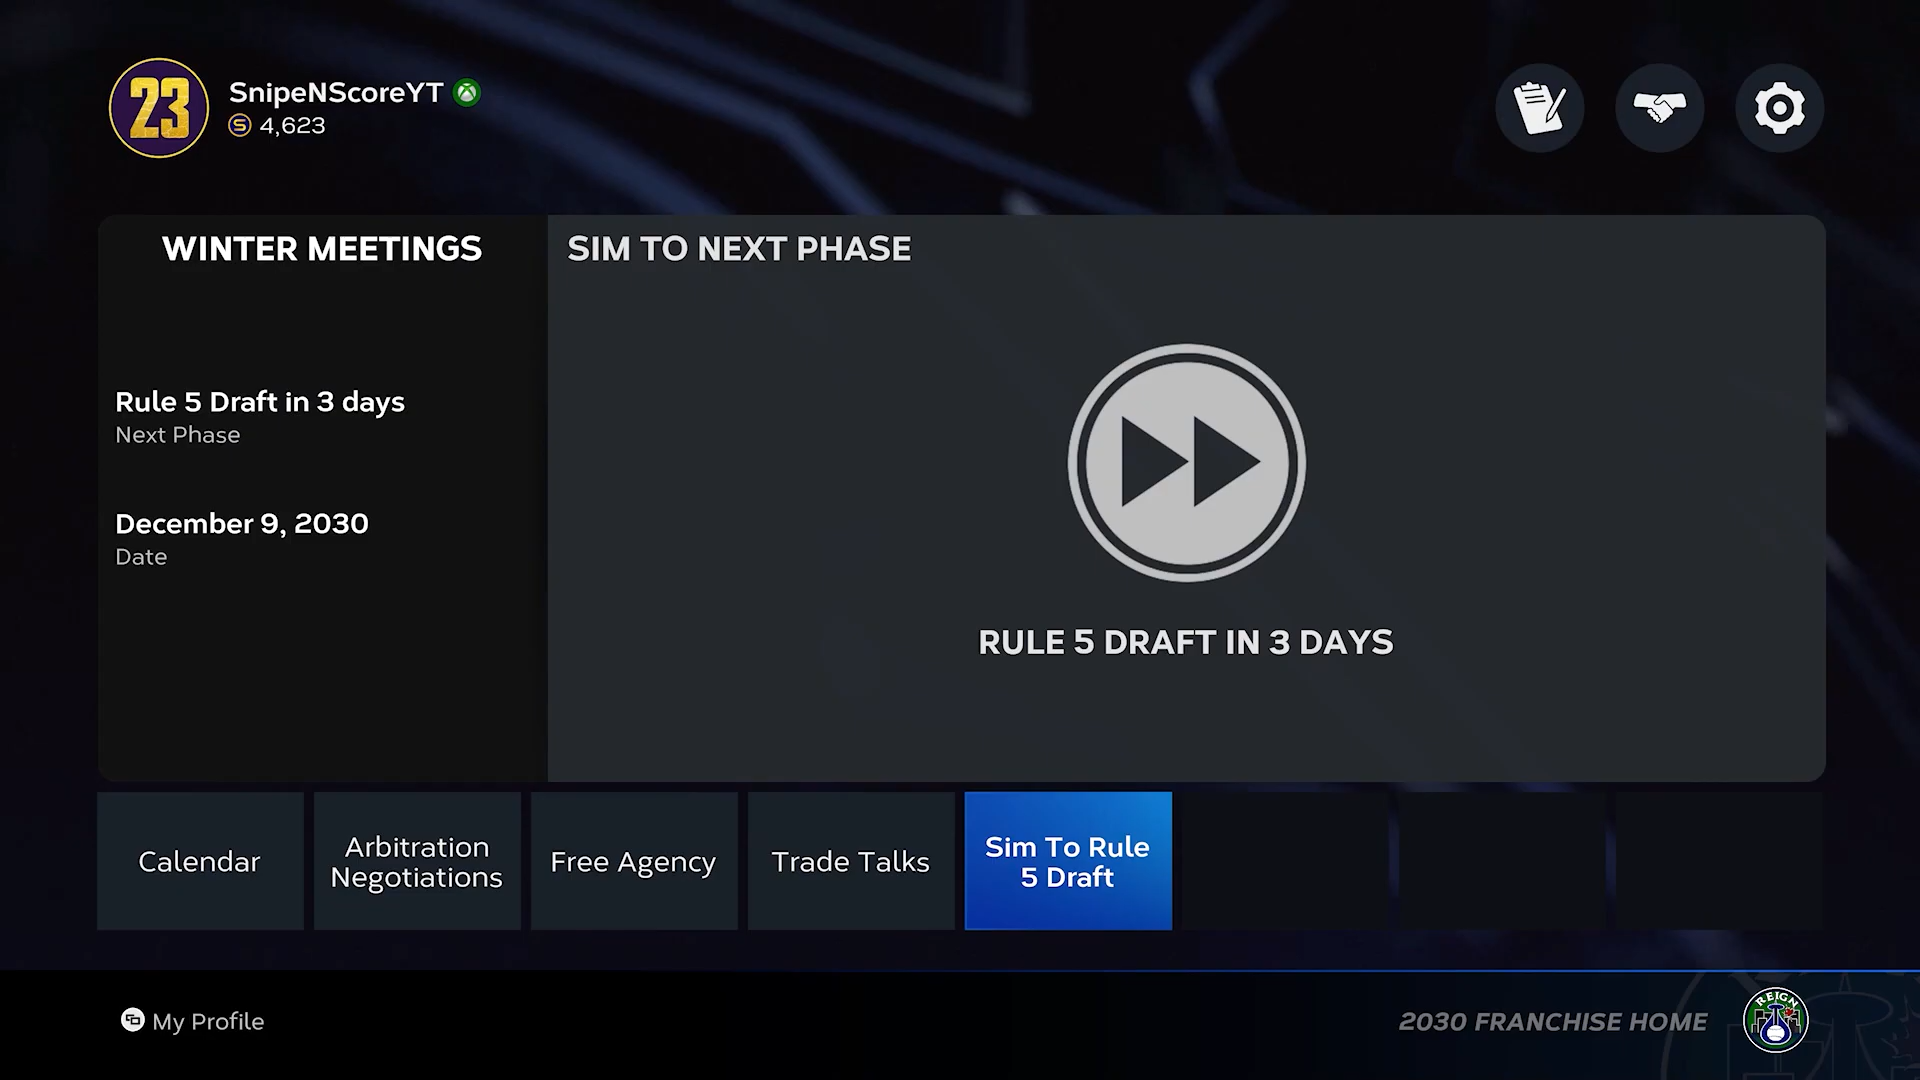 23
SnipeNScoreYT
S 4,623
WINTER MEETINGS
Rule 5 Draft in 3 days
Next Phase
December 9, 2030
Date
SIM TO NEXT PHASE
RULE 5 DRAFT IN 3 DAYS
Calendar
Arbitration
Negotiations
Free Agency
Trade Talks
Sim To Rule
5 Draft
My Profile
2030 FRANCHISE HOME
REIGN